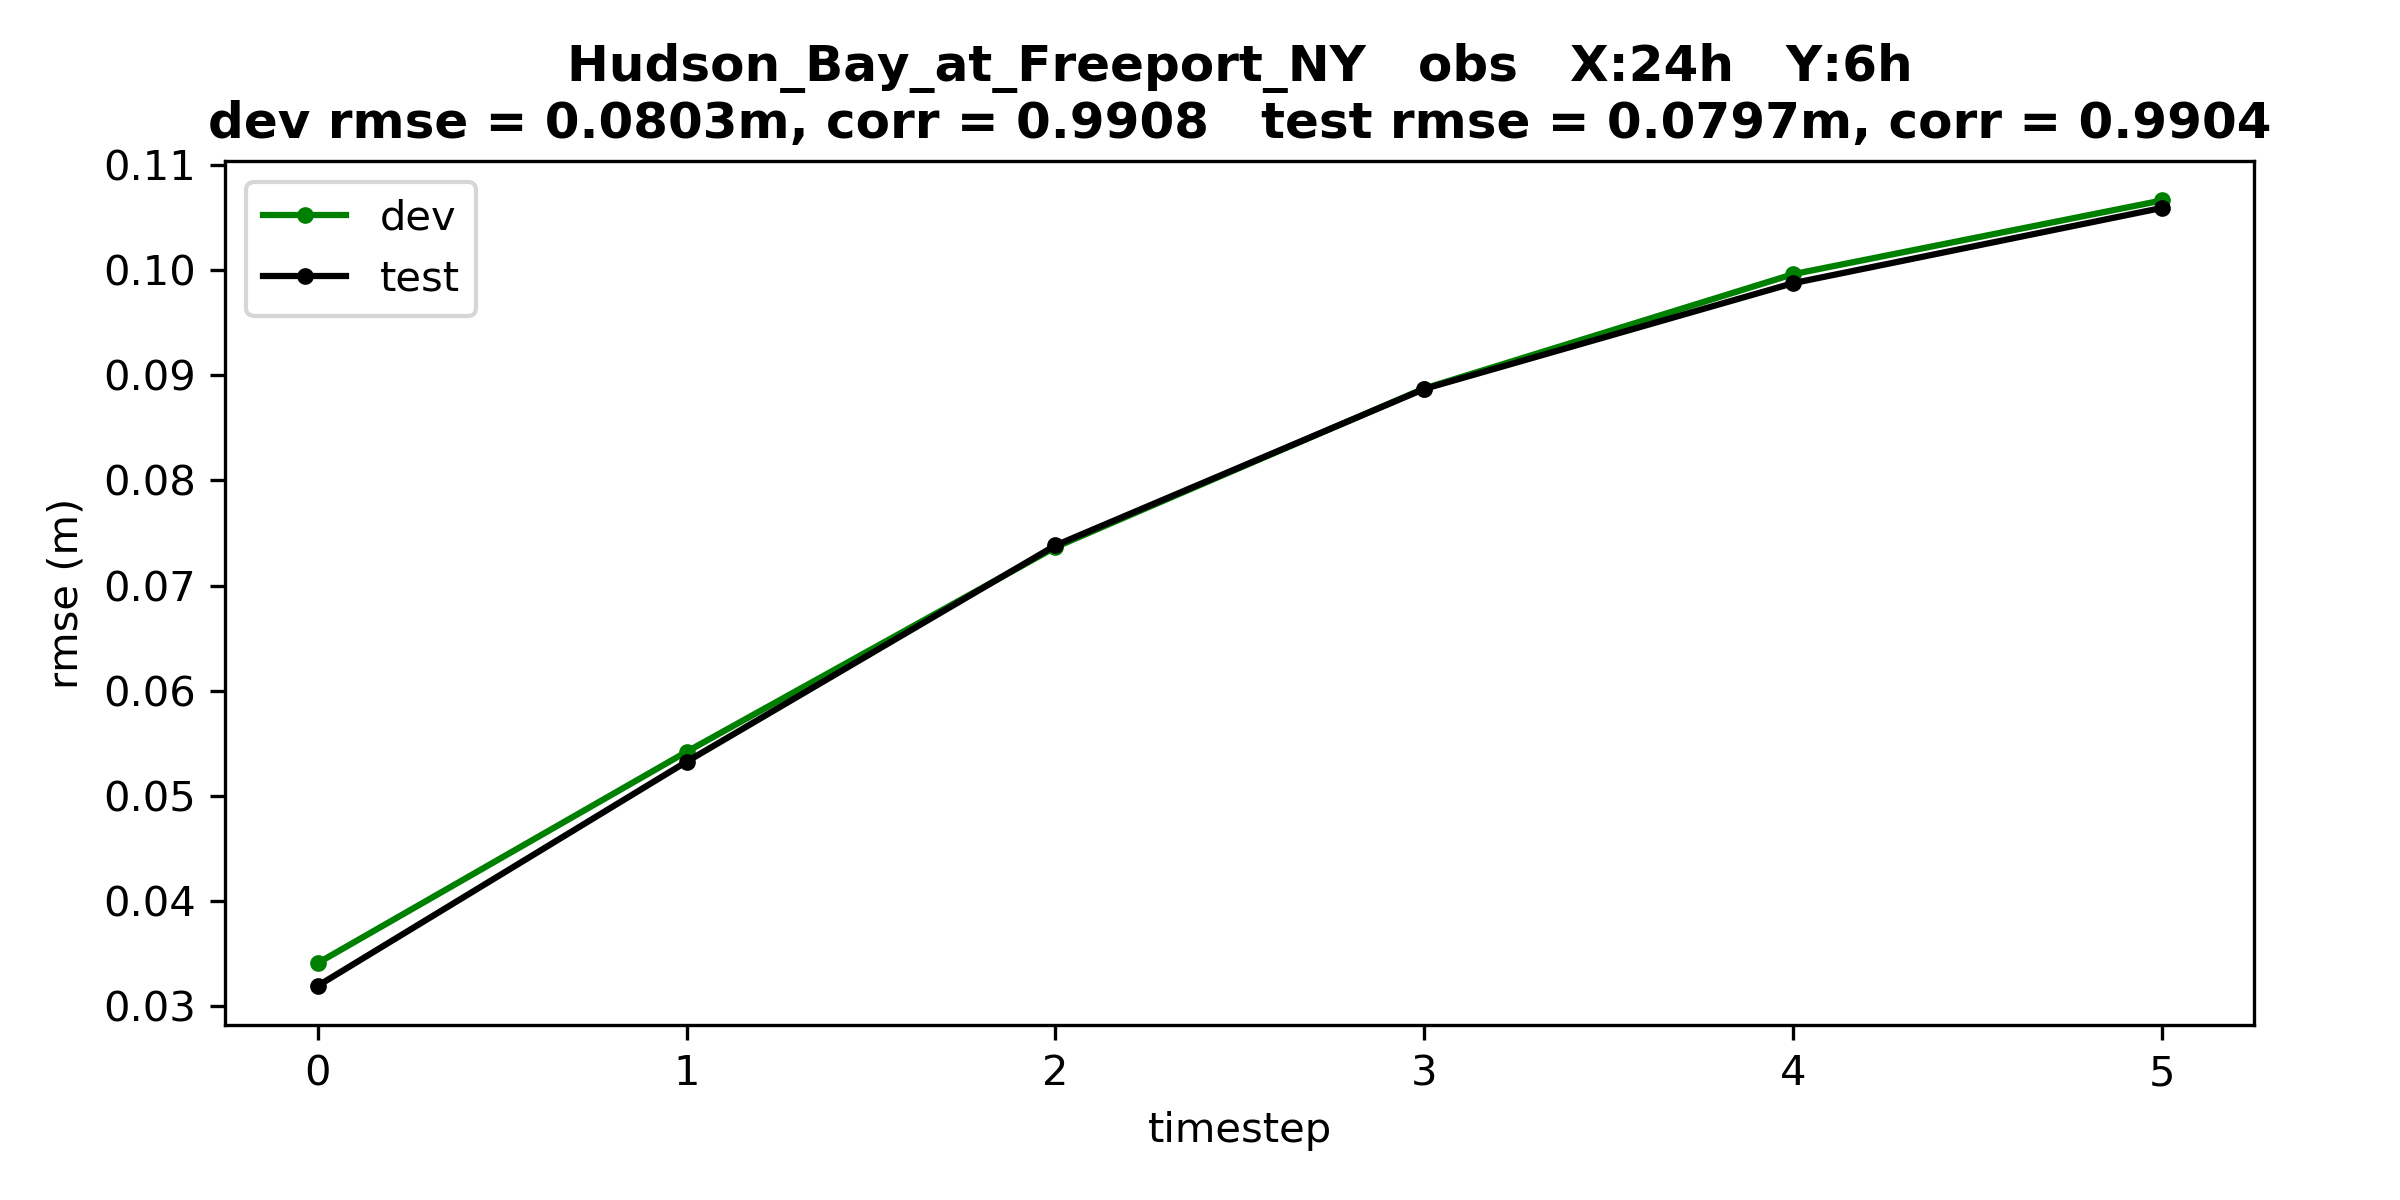 Hudson_Bay_at_Freeport_NY   obs   X:24h   Y:6h
dev rmse = 0.0803m, corr = 0.9908   test rmse = 0.0797m, corr = 0.9904
0.11
0.10
0.09
0.08
0.07
0.06
0.05
0.04
0.03
rmse (m)
dev
test
0 1 2 3 4 5
timestep